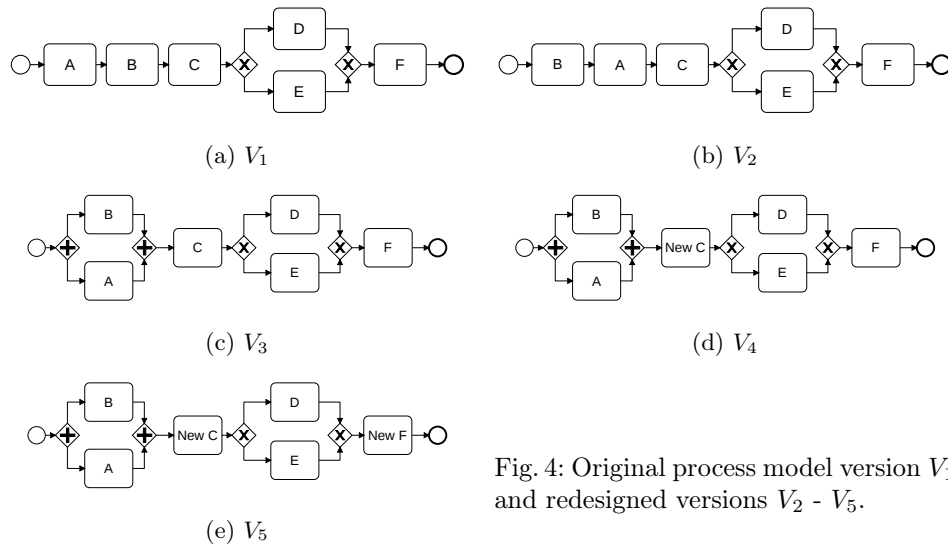 D
A B C X X F
E
(a) V1
D
B A C X X F
E
(b) V2
B D
C X X F
A E
(c) V3
B D
New C X X F
A E
(d) V4
B D
New C X X New F
A E
(e) V5
Fig. 4: Original process model version V1
and redesigned versions V2 - V5.